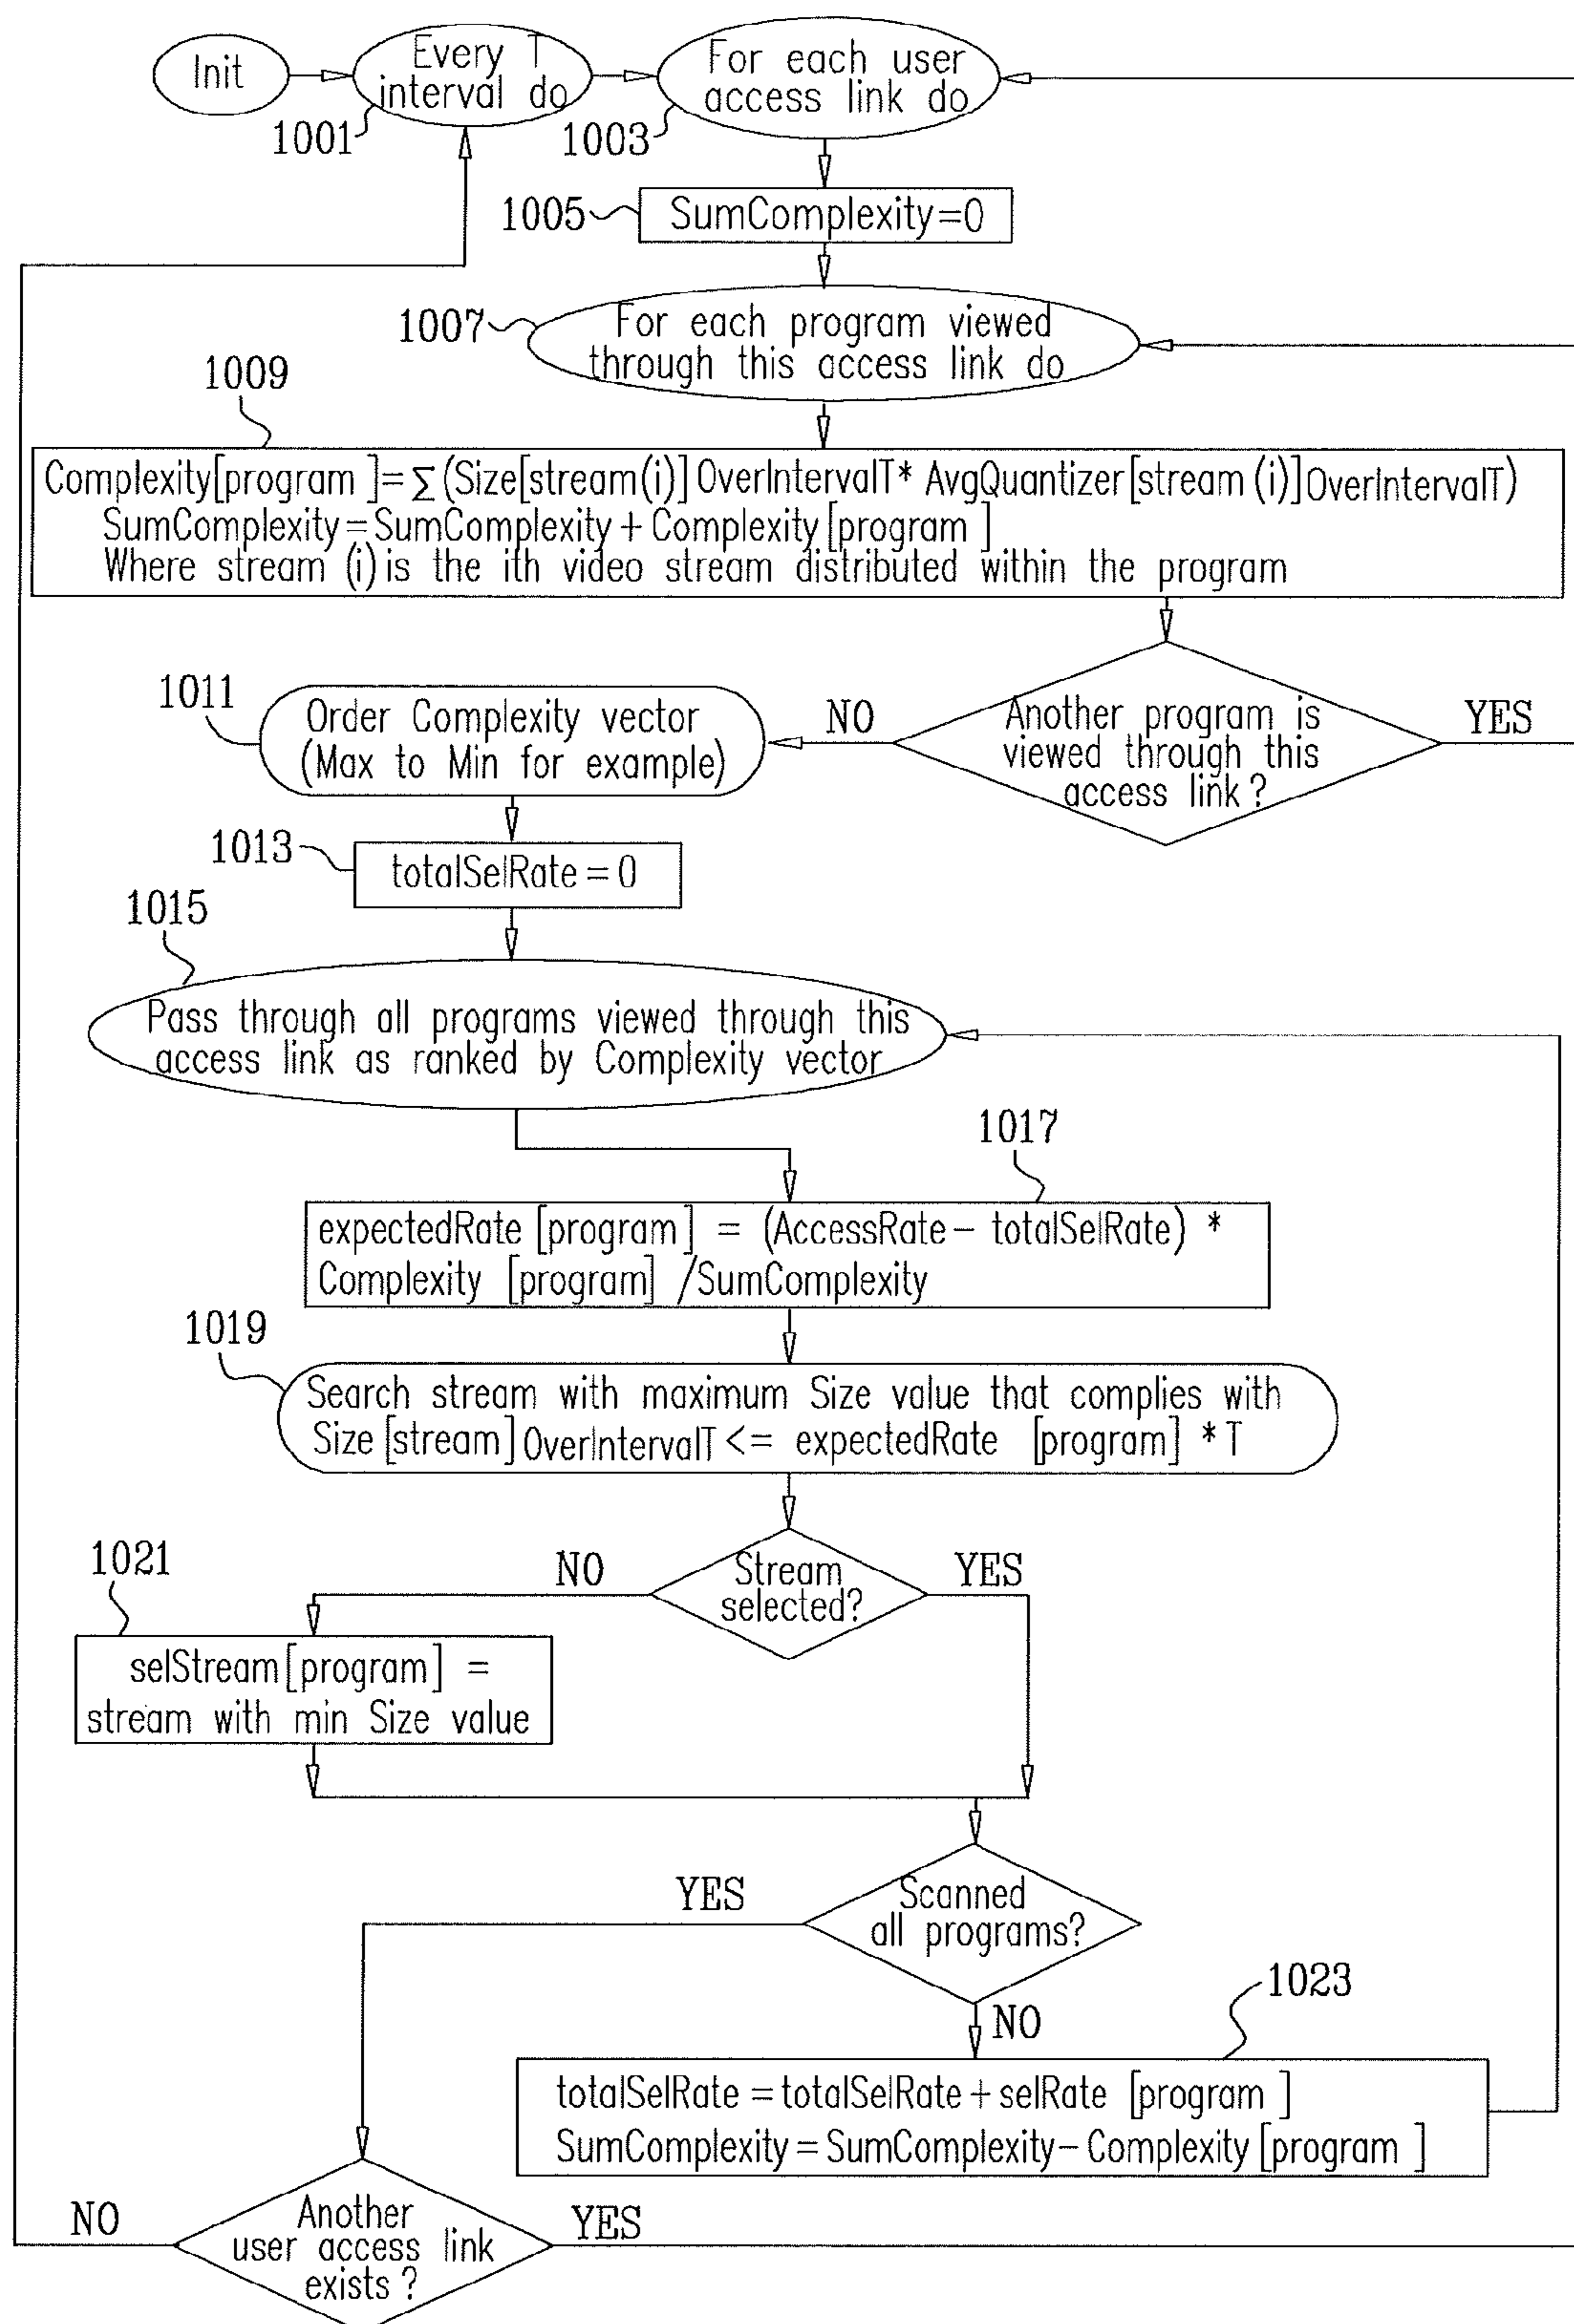 Init
Every T
interval do
1001
For each user
access link do
1003
1005
SumComplexity=0
1007
For each program viewed
through this access link do
1009
Complexity[program ]=∑(Size[stream(i)] OverIntervalT* AvgQuantizer[stream (i)]OverIntervalT)
SumComplexity=SumComplexity+Complexity[program ]
Where stream (i) is the ith video stream distributed within the program
1011
Order Complexity vector
(Max to Min for example)
NO
Another program is
viewed through this
access link?
YES
1013
totalSelRate=0
1015
Pass through all programs viewed through this
access link as ranked by Complexity vector
1017
expectedRate [program] = (AccessRate- totalSelRate) *
Complexity [program] /SumComplexity
1019
Search stream with maximum Size value that complies with
Size[stream] OverIntervalT <= expectedRate [program] *T
1021
NO
Stream
selected?
YES
selStream[program] =
stream with min Size value
YES
Scanned
all programs?
NO
1023
totalSelRate=totalSelRate+selRate [program ]
SumComplexity=SumComplexity-Complexity[program ]
NO
Another
user access link
exists?
YES